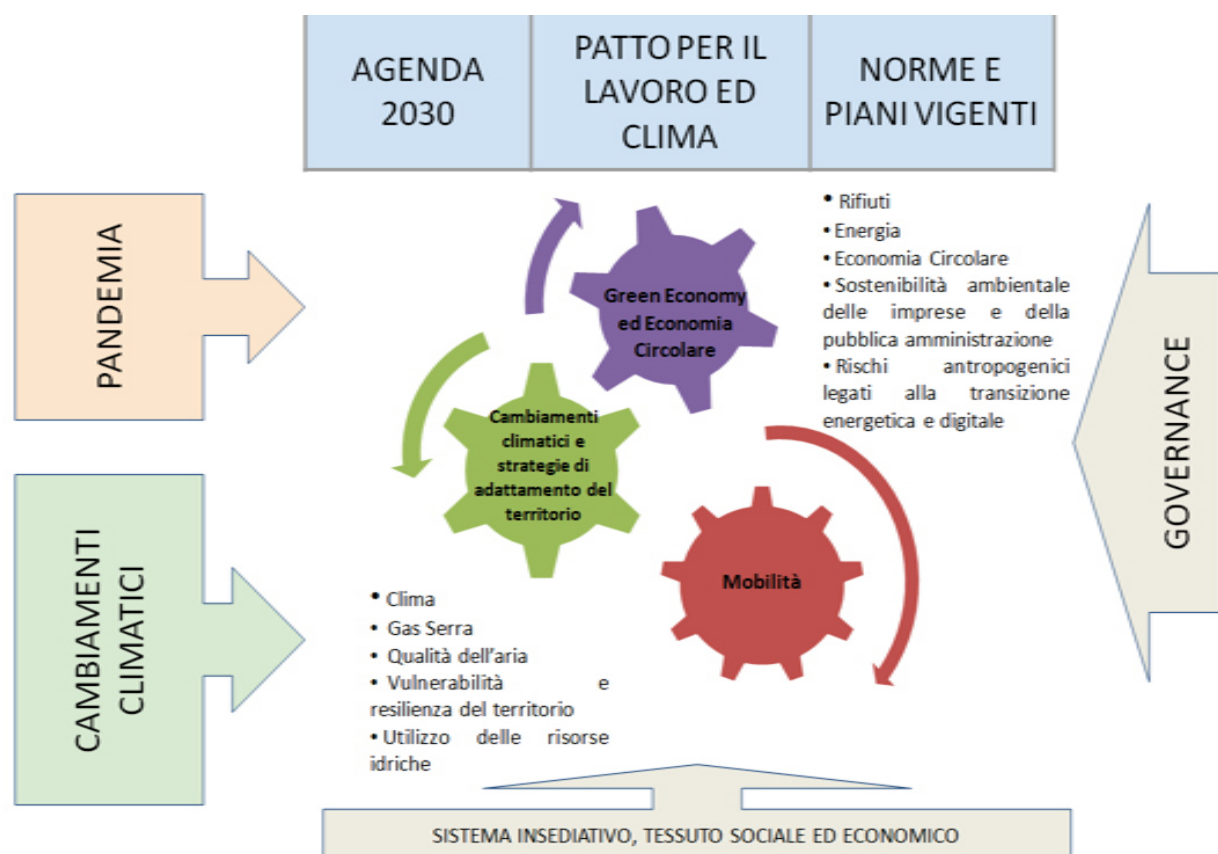 AGENDA
2030
PATTO PER IL
LAVORO ED
CLIMA
NORME E
PIANI VIGENTI
PANDEMIA
CAMBIAMENTI
CLIMATICI
Green Economy
ed Economia
Circolare
Cambiamenti
climatici e
strategie di
adattamento del
territorio
Mobilità
• Rifiuti
• Energia
• Economia Circolare
• Sostenibilità ambientale
delle imprese e della
pubblica amministrazione
• Rischi antropogenici
legati alla transizione
energetica e digitale
• Clima
• Gas Serra
• Qualità dell'aria
• Vulnerabilità e
resilienza del territorio
• Utilizzo delle risorse
idriche
GOVERNANCE
SISTEMA INSEDIATIVO, TESSUTO SOCIALE ED ECONOMICO